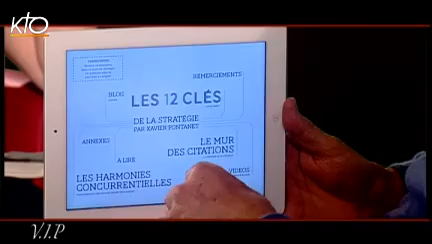 KTO
REMERCIEMENTS
BLOG
LES 12 CLÉS
DE LA STRATÉGIE
PAR XAVIER FONTANET
ANNEXES
LE MUR
DES CITATIONS
A LIRE
LES HARMONIES
CONCURRENTIELLES
VIDEOS
V.I.P